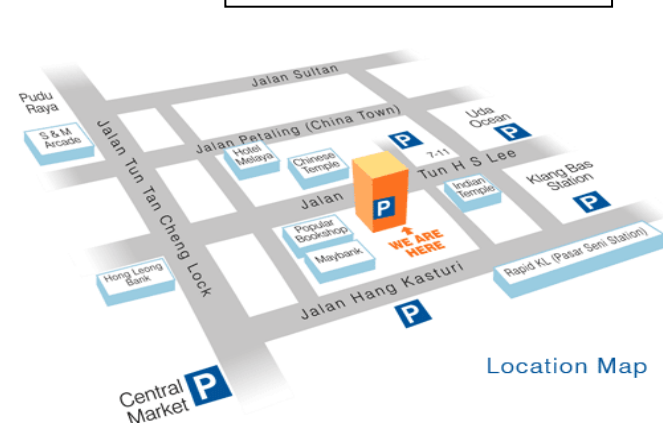 Jalan Sultan
Pudu
Raya
S & M
Arcade
Jalan Petaling (China Town)
Uda
Ocean
P
P
7-11
Hotel
Melaya
Chinese
Temple
Jalan Tun Tan Cheng Lock
Jalan Tun H S Lee
Indian
Temple
Klang Bas
Station
P
P
Popular
Bookshop
WE ARE
HERE
Maybank
Rapid KL (Pasar Seni Station)
Hong Leong
Bank
Jalan Hang Kasturi
P
Location Map
Central
Market
P